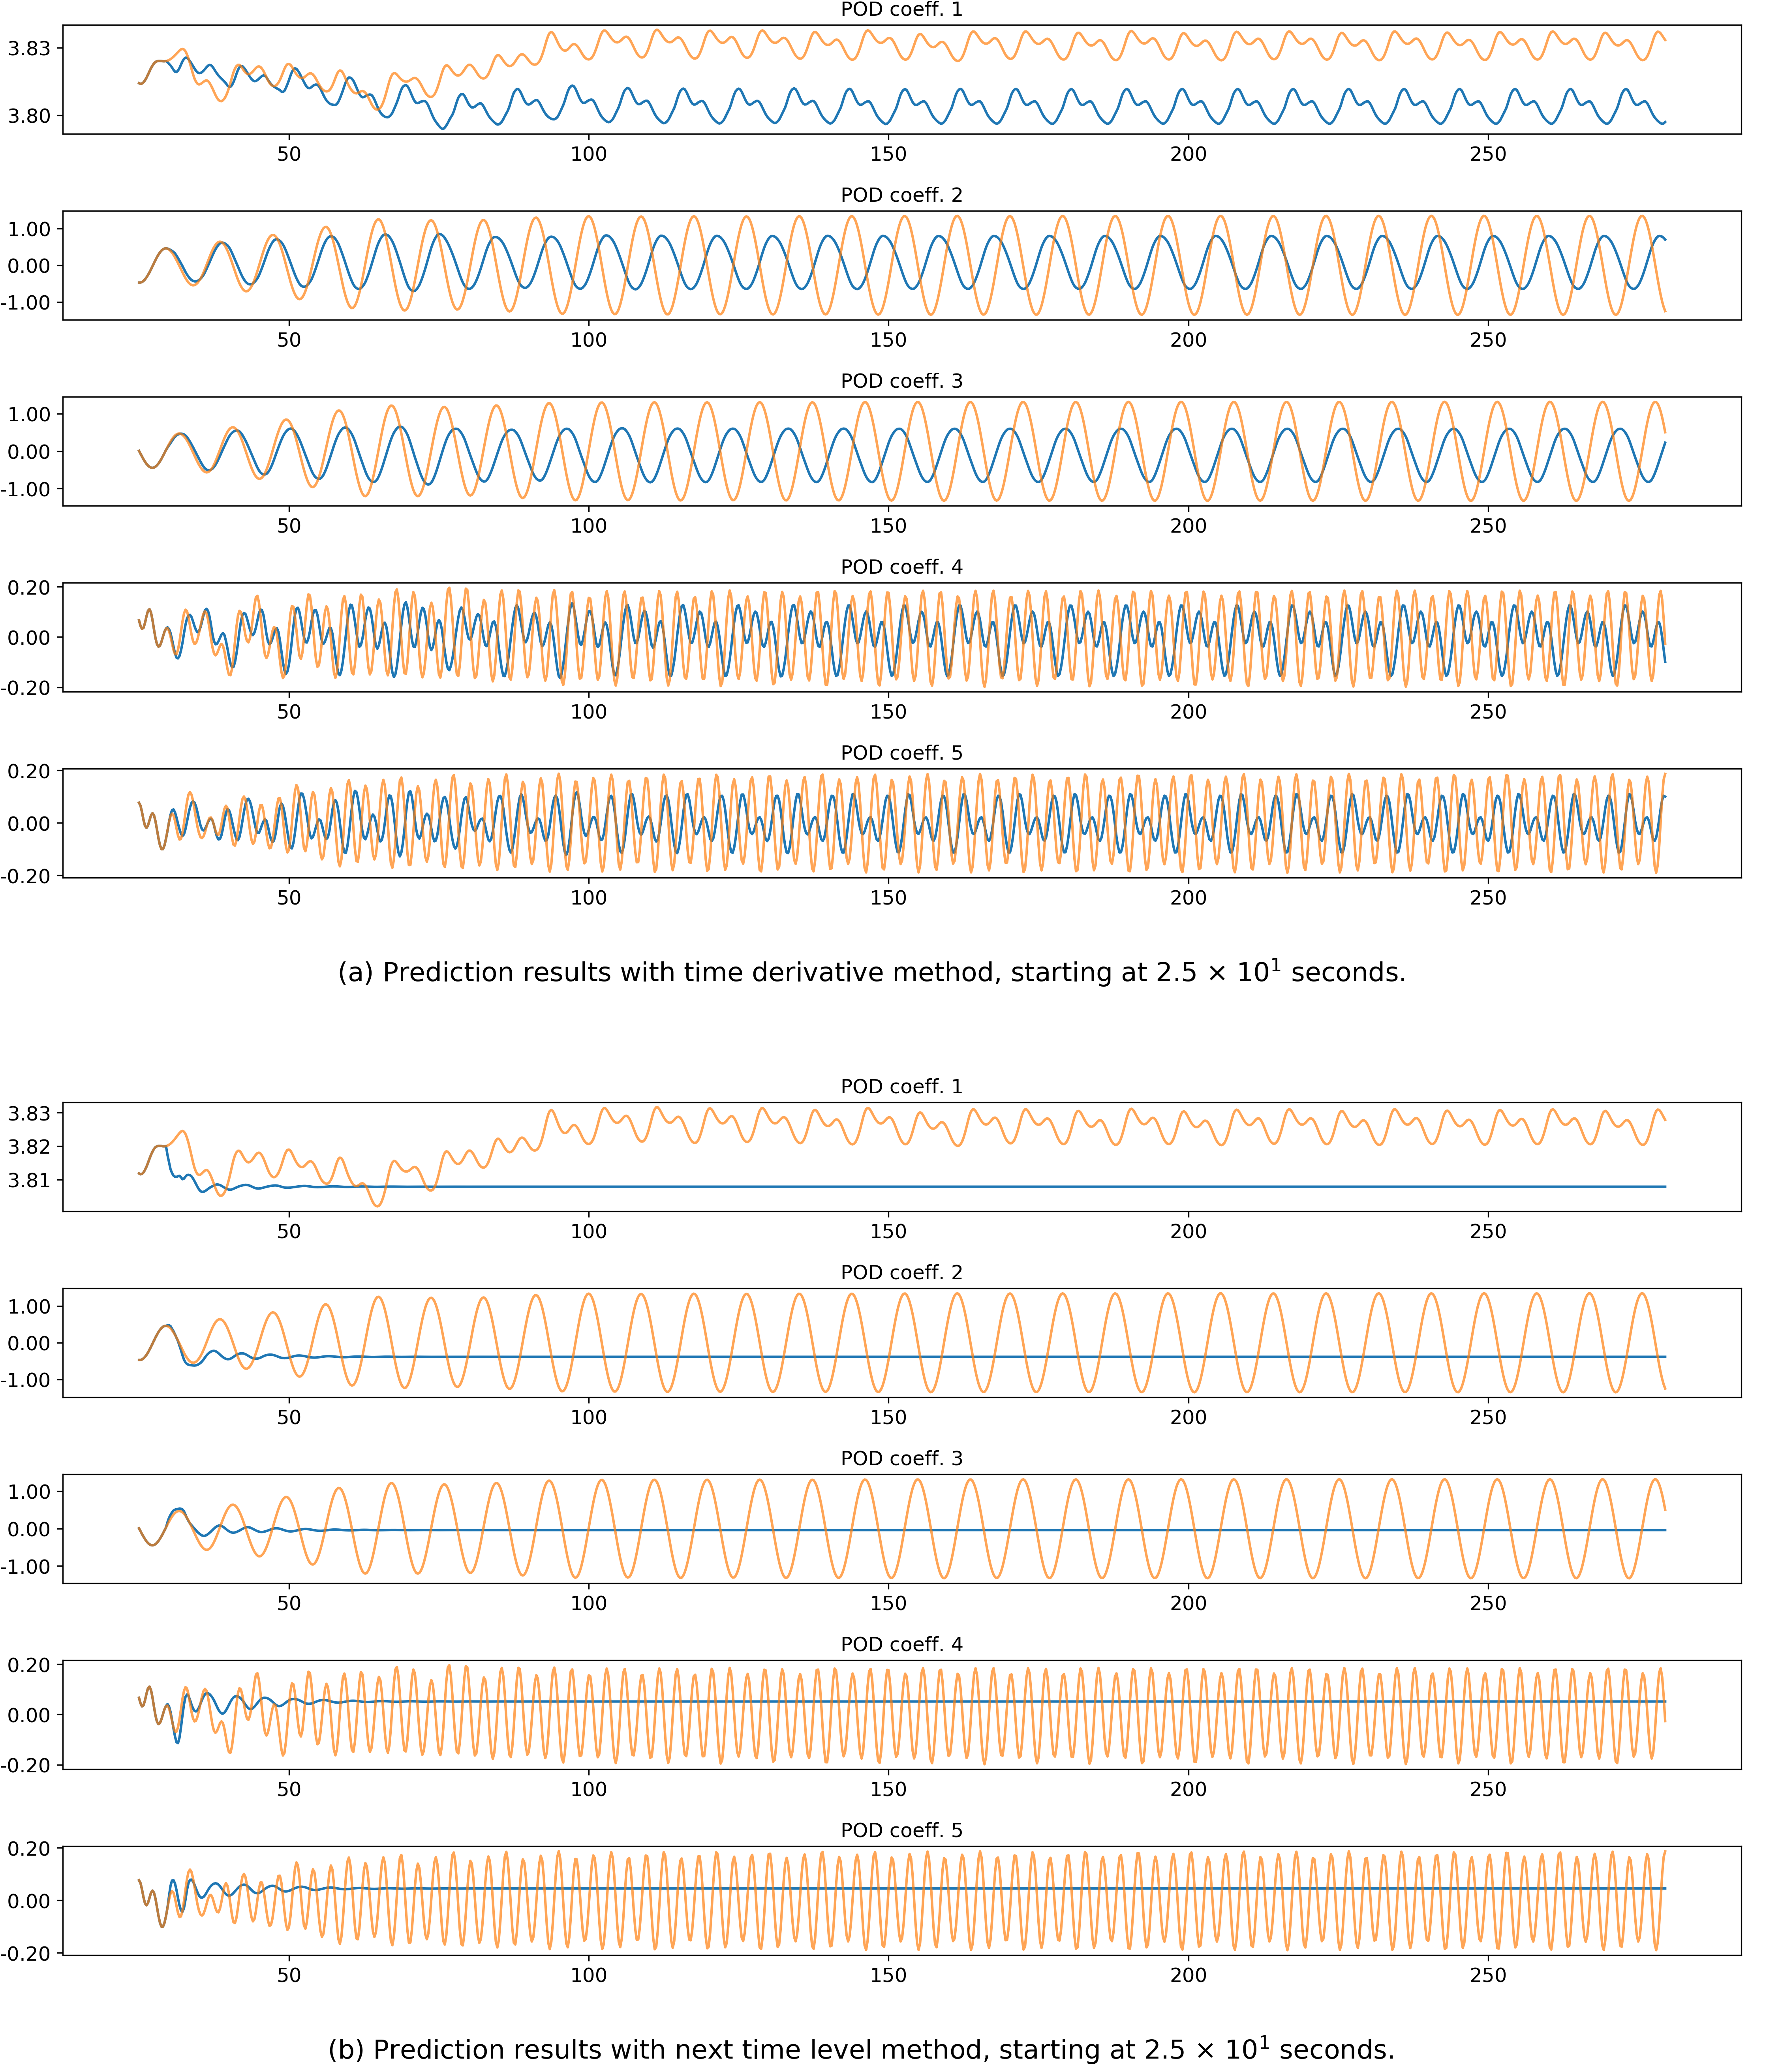 POD coeff. 1
3.83
3.80
50 100 150 200 250
POD coeff. 2
1.00
0.00
-1.00
50 100 150 200 250
POD coeff. 3
1.00
0.00
-1.00
50 100 150 200 250
POD coeff. 4
0.20
0.00
-0.20
50 100 150 200 250
POD coeff. 5
0.20
0.00
-0.20
50 100 150 200 250
(a) Prediction results with time derivative method, starting at 2.5 × 10¹ seconds.
POD coeff. 1
3.83
3.82
3.81
50 100 150 200 250
POD coeff. 2
1.00
0.00
-1.00
50 100 150 200 250
POD coeff. 3
1.00
0.00
-1.00
50 100 150 200 250
POD coeff. 4
0.20
0.00
-0.20
50 100 150 200 250
POD coeff. 5
0.20
0.00
-0.20
50 100 150 200 250
(b) Prediction results with next time level method, starting at 2.5 × 10¹ seconds.